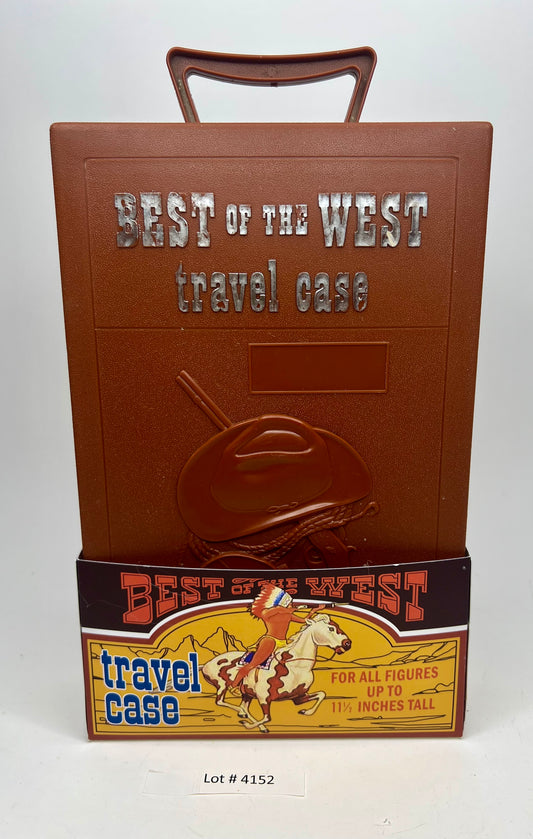 BEST OF THE WEST
travel case
BEST OF THE WEST
travel
case
FOR ALL FIGURES
UP TO
11½ INCHES TALL
Lot # 4152